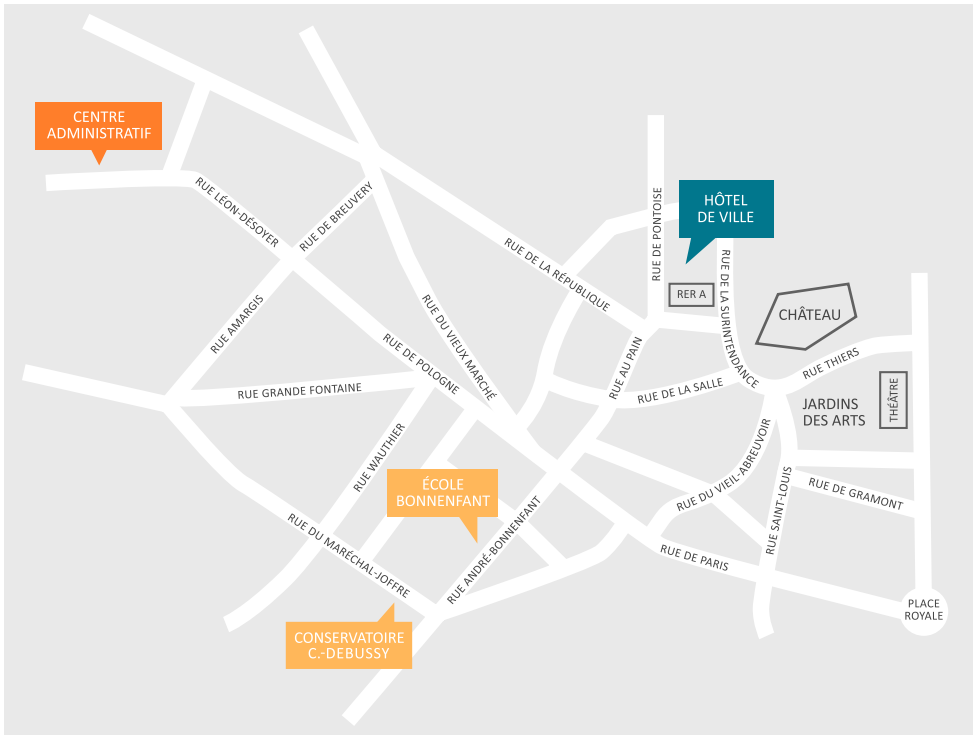 CENTRE
ADMINISTRATIF
RUE LÉON-DÉSOYER
RUE DE BREUVERY
HÔTEL
DE VILLE
RUE DE PONTOISE
RUE DE LA RÉPUBLIQUE
RUE DE LA SURINTENDANCE
RER A
CHÂTEAU
RUE AMARGIS
RUE DU VIEUX MARCHÉ
RUE DE POLOGNE
RUE AU PAIN
RUE THIERS
RUE GRANDE FONTAINE
RUE DE LA SALLE
THÉÂTRE
JARDINS
DES ARTS
RUE WAUTHIER
RUE DU VIEIL-ABREUVOIR
ÉCOLE
BONNENFANT
RUE SAINT-LOUIS
RUE DE GRAMONT
RUE DU MARÉCHAL-JOFFRE
RUE ANDRÉ-BONNENFANT
RUE DE PARIS
PLACE
ROYALE
CONSERVATOIRE
C.-DEBUSSY